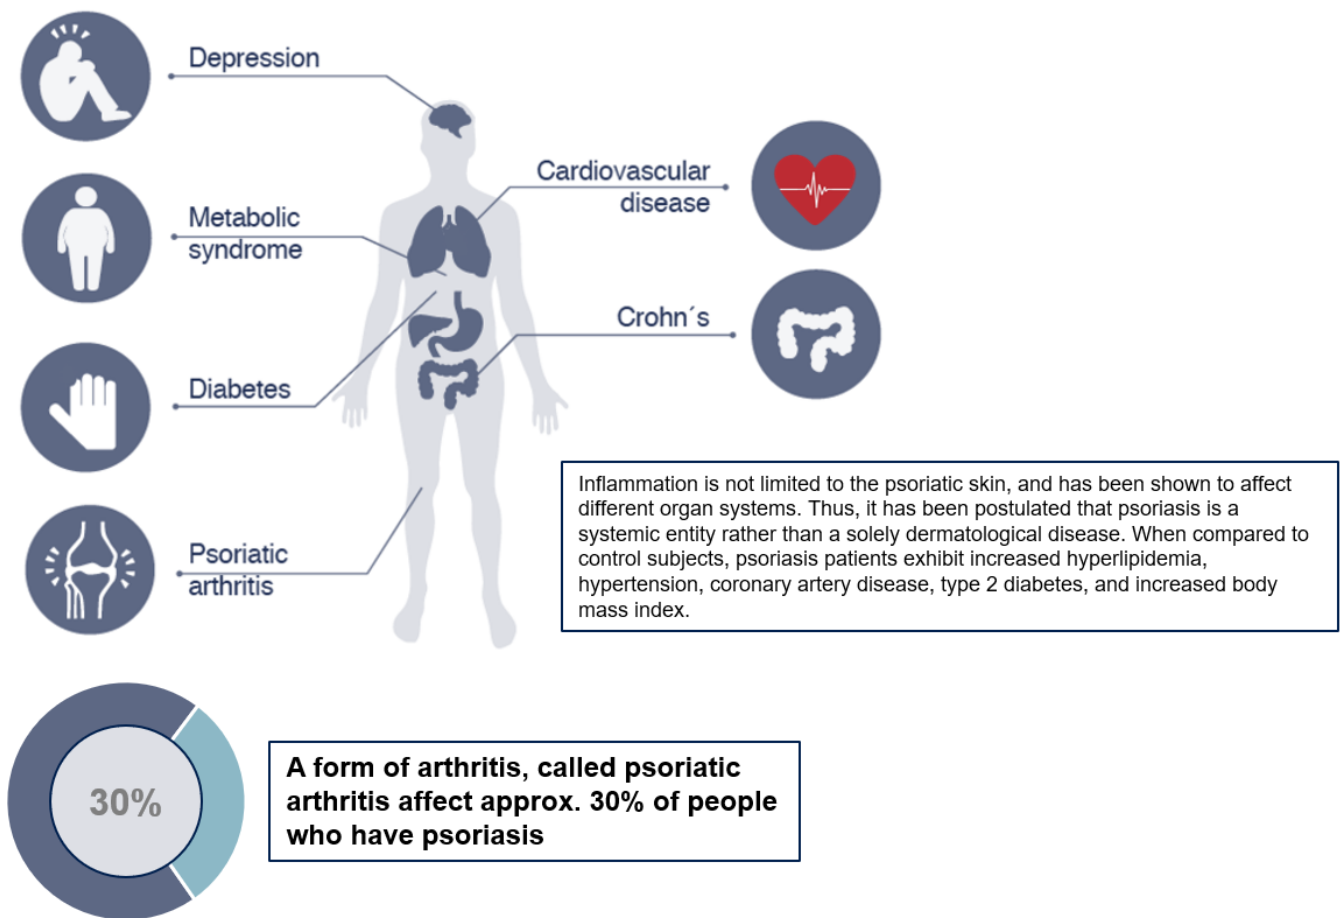 Depression
Cardiovascular
disease
Metabolic
syndrome
Crohn´s
Diabetes
Inflammation is not limited to the psoriatic skin, and has been shown to affect
different organ systems. Thus, it has been postulated that psoriasis is a
systemic entity rather than a solely dermatological disease. When compared to
control subjects, psoriasis patients exhibit increased hyperlipidemia,
hypertension, coronary artery disease, type 2 diabetes, and increased body
mass index.
Psoriatic
arthritis
30%
A form of arthritis, called psoriatic
arthritis affect approx. 30% of people
who have psoriasis